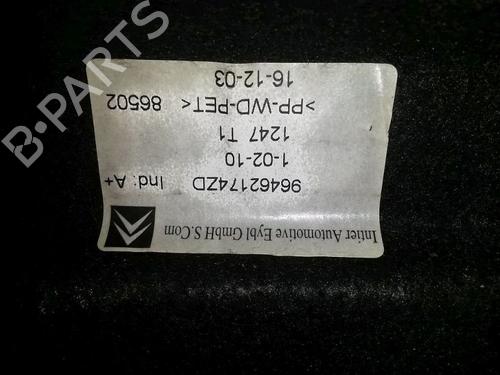 Intier Automotive Eybl GmbH S.Com
96462174ZD Ind: A+
1-02-10
1247 T1
>PP-WD-PET< 86502
16-12-03
B-PARTS